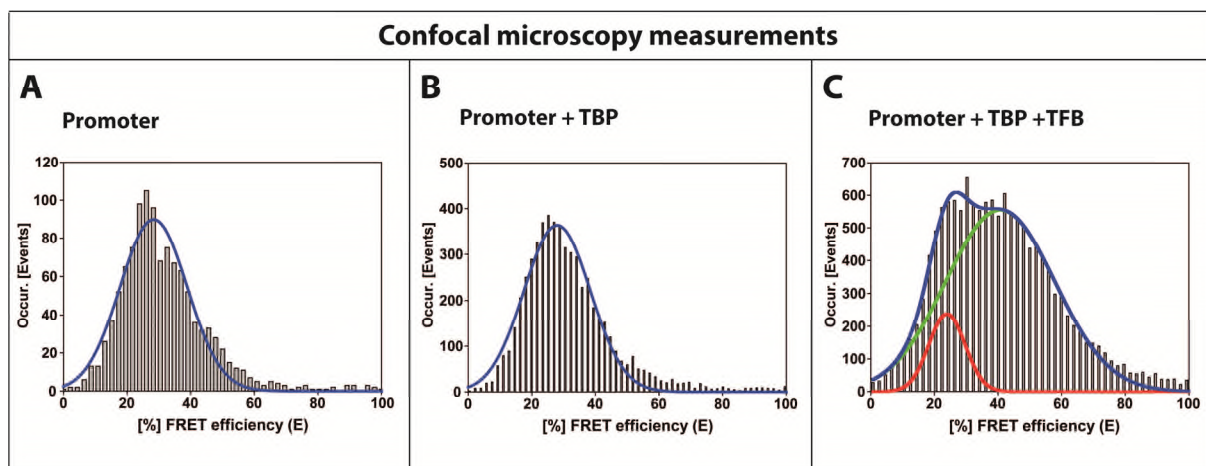 Confocal microscopy measurements
A
Promoter
120
100
80
60
40
20
0
Occur. [Events]
0 20 40 60 80 100
[%] FRET efficiency (E)
B
Promoter + TBP
500
400
300
200
100
0
Occur. [Events]
0 20 40 60 80 100
[%] FRET efficiency (E)
C
Promoter + TBP +TFB
700
600
500
400
300
200
100
0
Occur. [Events]
0 20 40 60 80 100
[%] FRET efficiency (E)